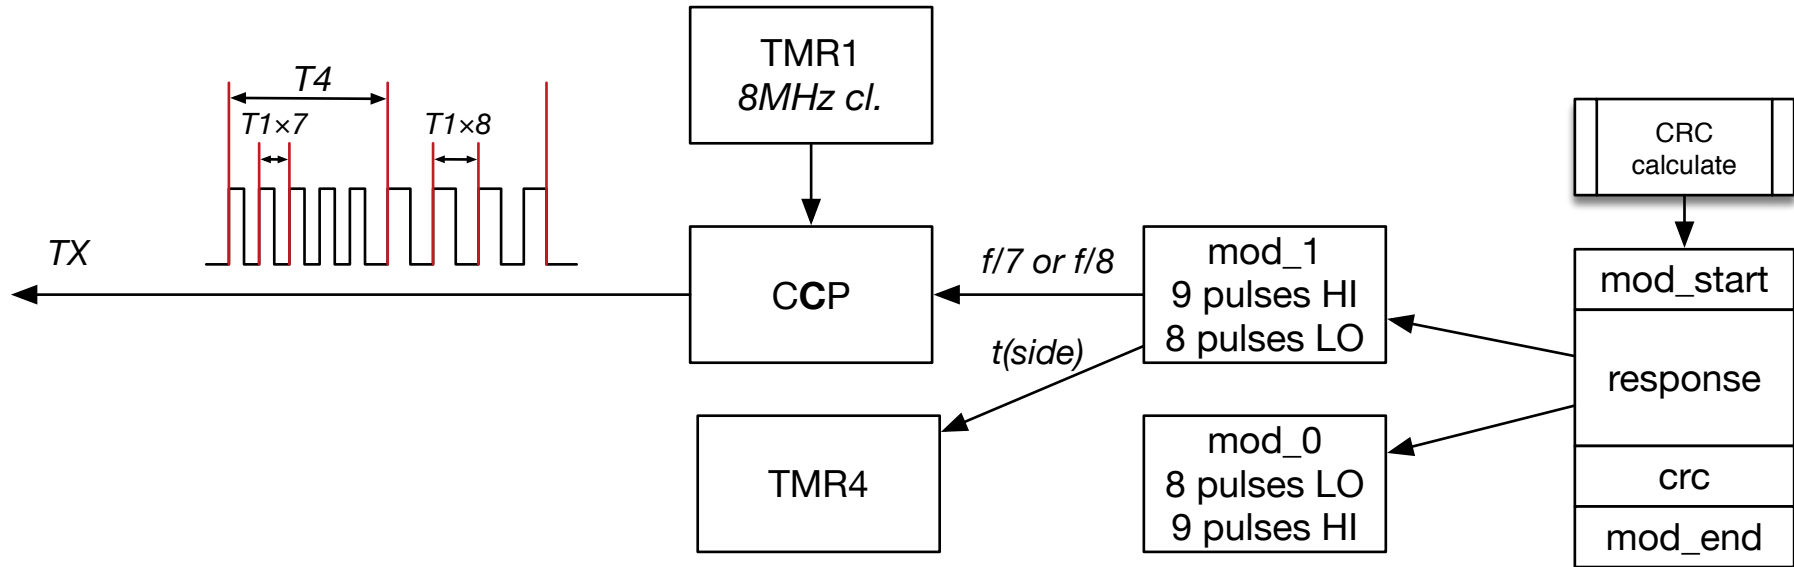 T4
T1×7
T1×8
TX
TMR1
8MHz cl.
CCP
f/7 or f/8
t(side)
TMR4
mod_1
9 pulses HI
8 pulses LO
mod_0
8 pulses LO
9 pulses HI
CRC
calculate
mod_start
response
crc
mod_end